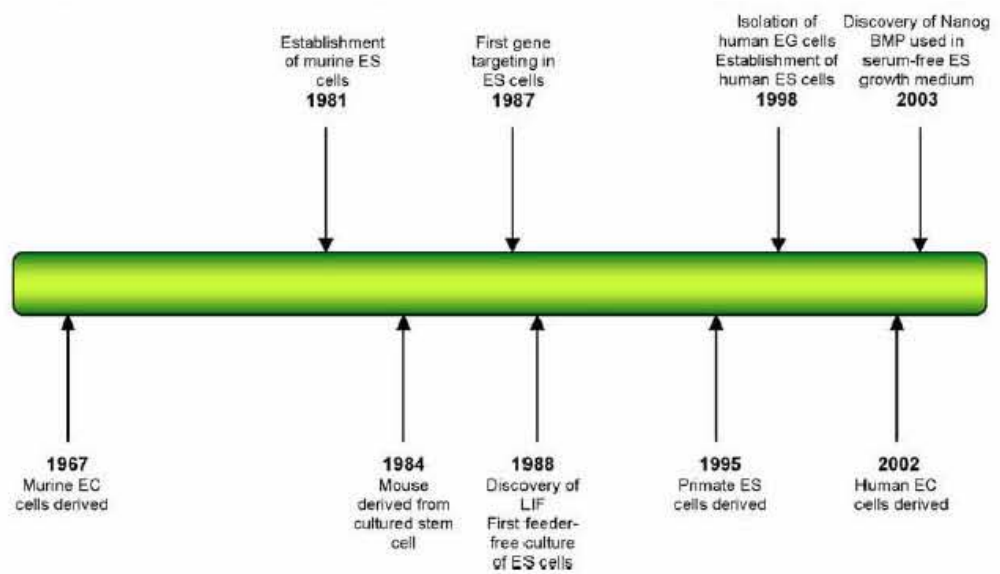 Establishment
of murine ES
cells
1981
First gene
targeting in
ES cells
1987
Isolation of
human EG cells
Establishment of
human ES cells
1998
Discovery of Nanog
BMP used in
serum-free ES
growth medium
2003
1967
Murine EC
cells derived
1984
Mouse
derived from
cultured stem
cell
1988
Discovery of
LIF
First feeder-
free culture
of ES cells
1995
Primate ES
cells derived
2002
Human EC
cells derived